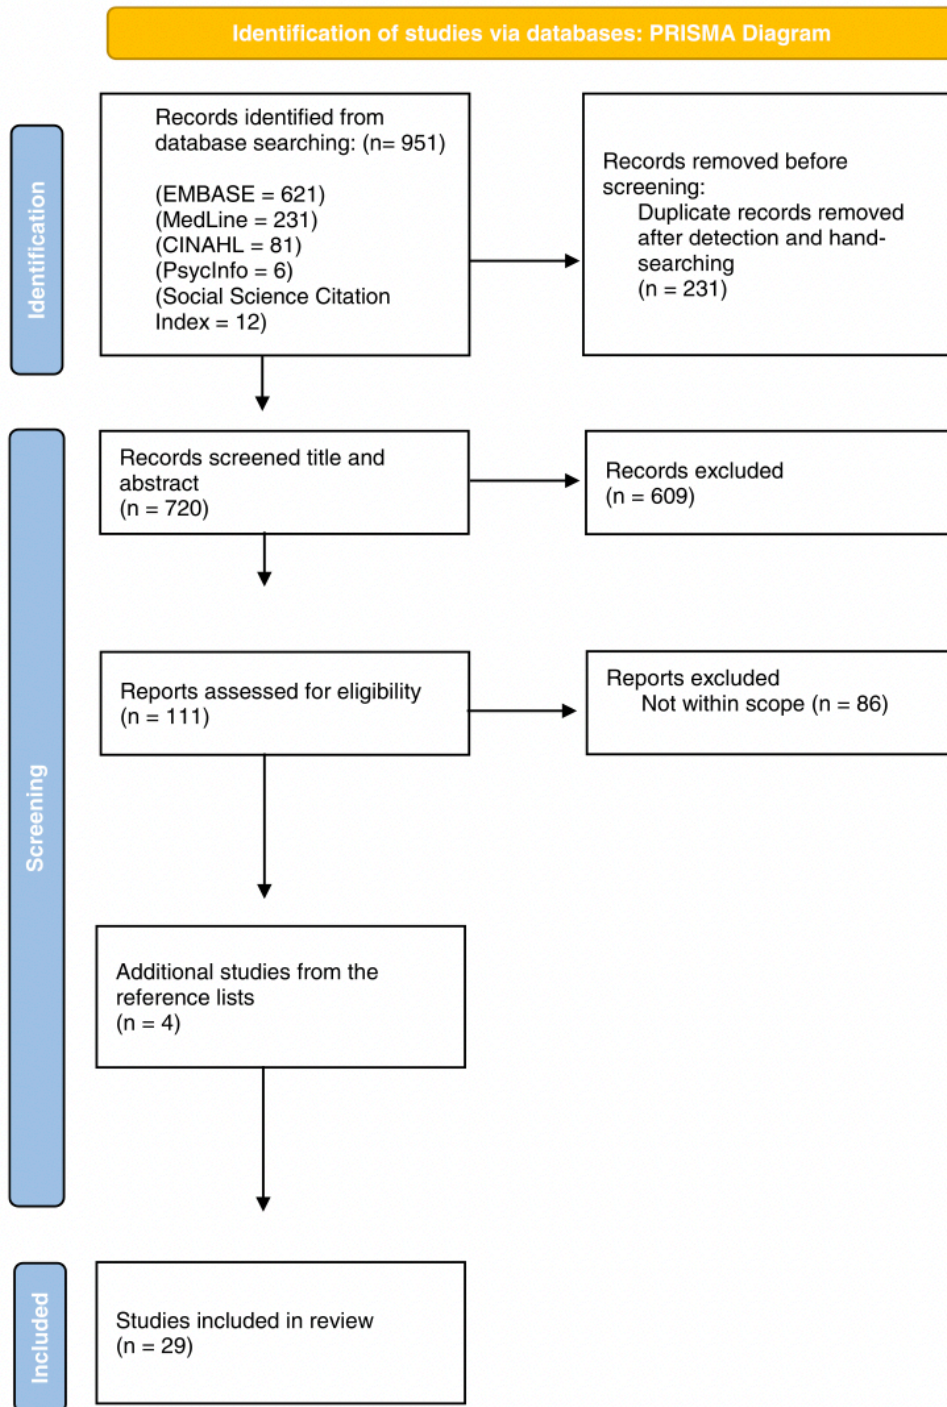 Identification of studies via databases: PRISMA Diagram
Identification
Records identified from
database searching: (n= 951)
(EMBASE = 621)
(MedLine = 231)
(CINAHL = 81)
(PsycInfo = 6)
(Social Science Citation
Index = 12)
Records removed before
screening:
Duplicate records removed
after detection and hand-
searching
(n = 231)
Screening
Records screened title and
abstract
(n = 720)
Records excluded
(n = 609)
Reports assessed for eligibility
(n = 111)
Reports excluded
Not within scope (n = 86)
Additional studies from the
reference lists
(n = 4)
Included
Studies included in review
(n = 29)